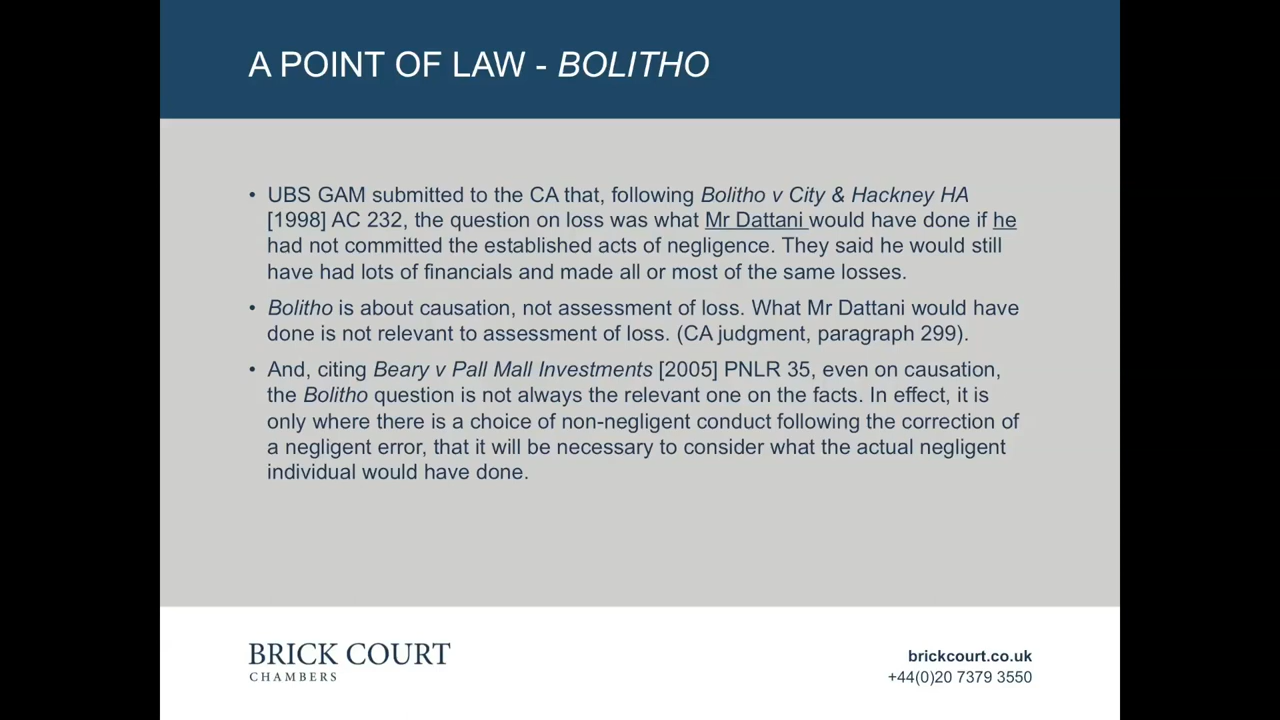 A POINT OF LAW - BOLITHO
• UBS GAM submitted to the CA that, following Bolitho v City & Hackney HA
[1998] AC 232, the question on loss was what Mr Dattani would have done if he
had not committed the established acts of negligence. They said he would still
have had lots of financials and made all or most of the same losses.
• Bolitho is about causation, not assessment of loss. What Mr Dattani would have
done is not relevant to assessment of loss. (CA judgment, paragraph 299).
• And, citing Beary v Pall Mall Investments [2005] PNLR 35, even on causation,
the Bolitho question is not always the relevant one on the facts. In effect, it is
only where there is a choice of non-negligent conduct following the correction of
a negligent error, that it will be necessary to consider what the actual negligent
individual would have done.
BRICK COURT
CHAMBERS
brickcourt.co.uk
+44(0)20 7379 3550